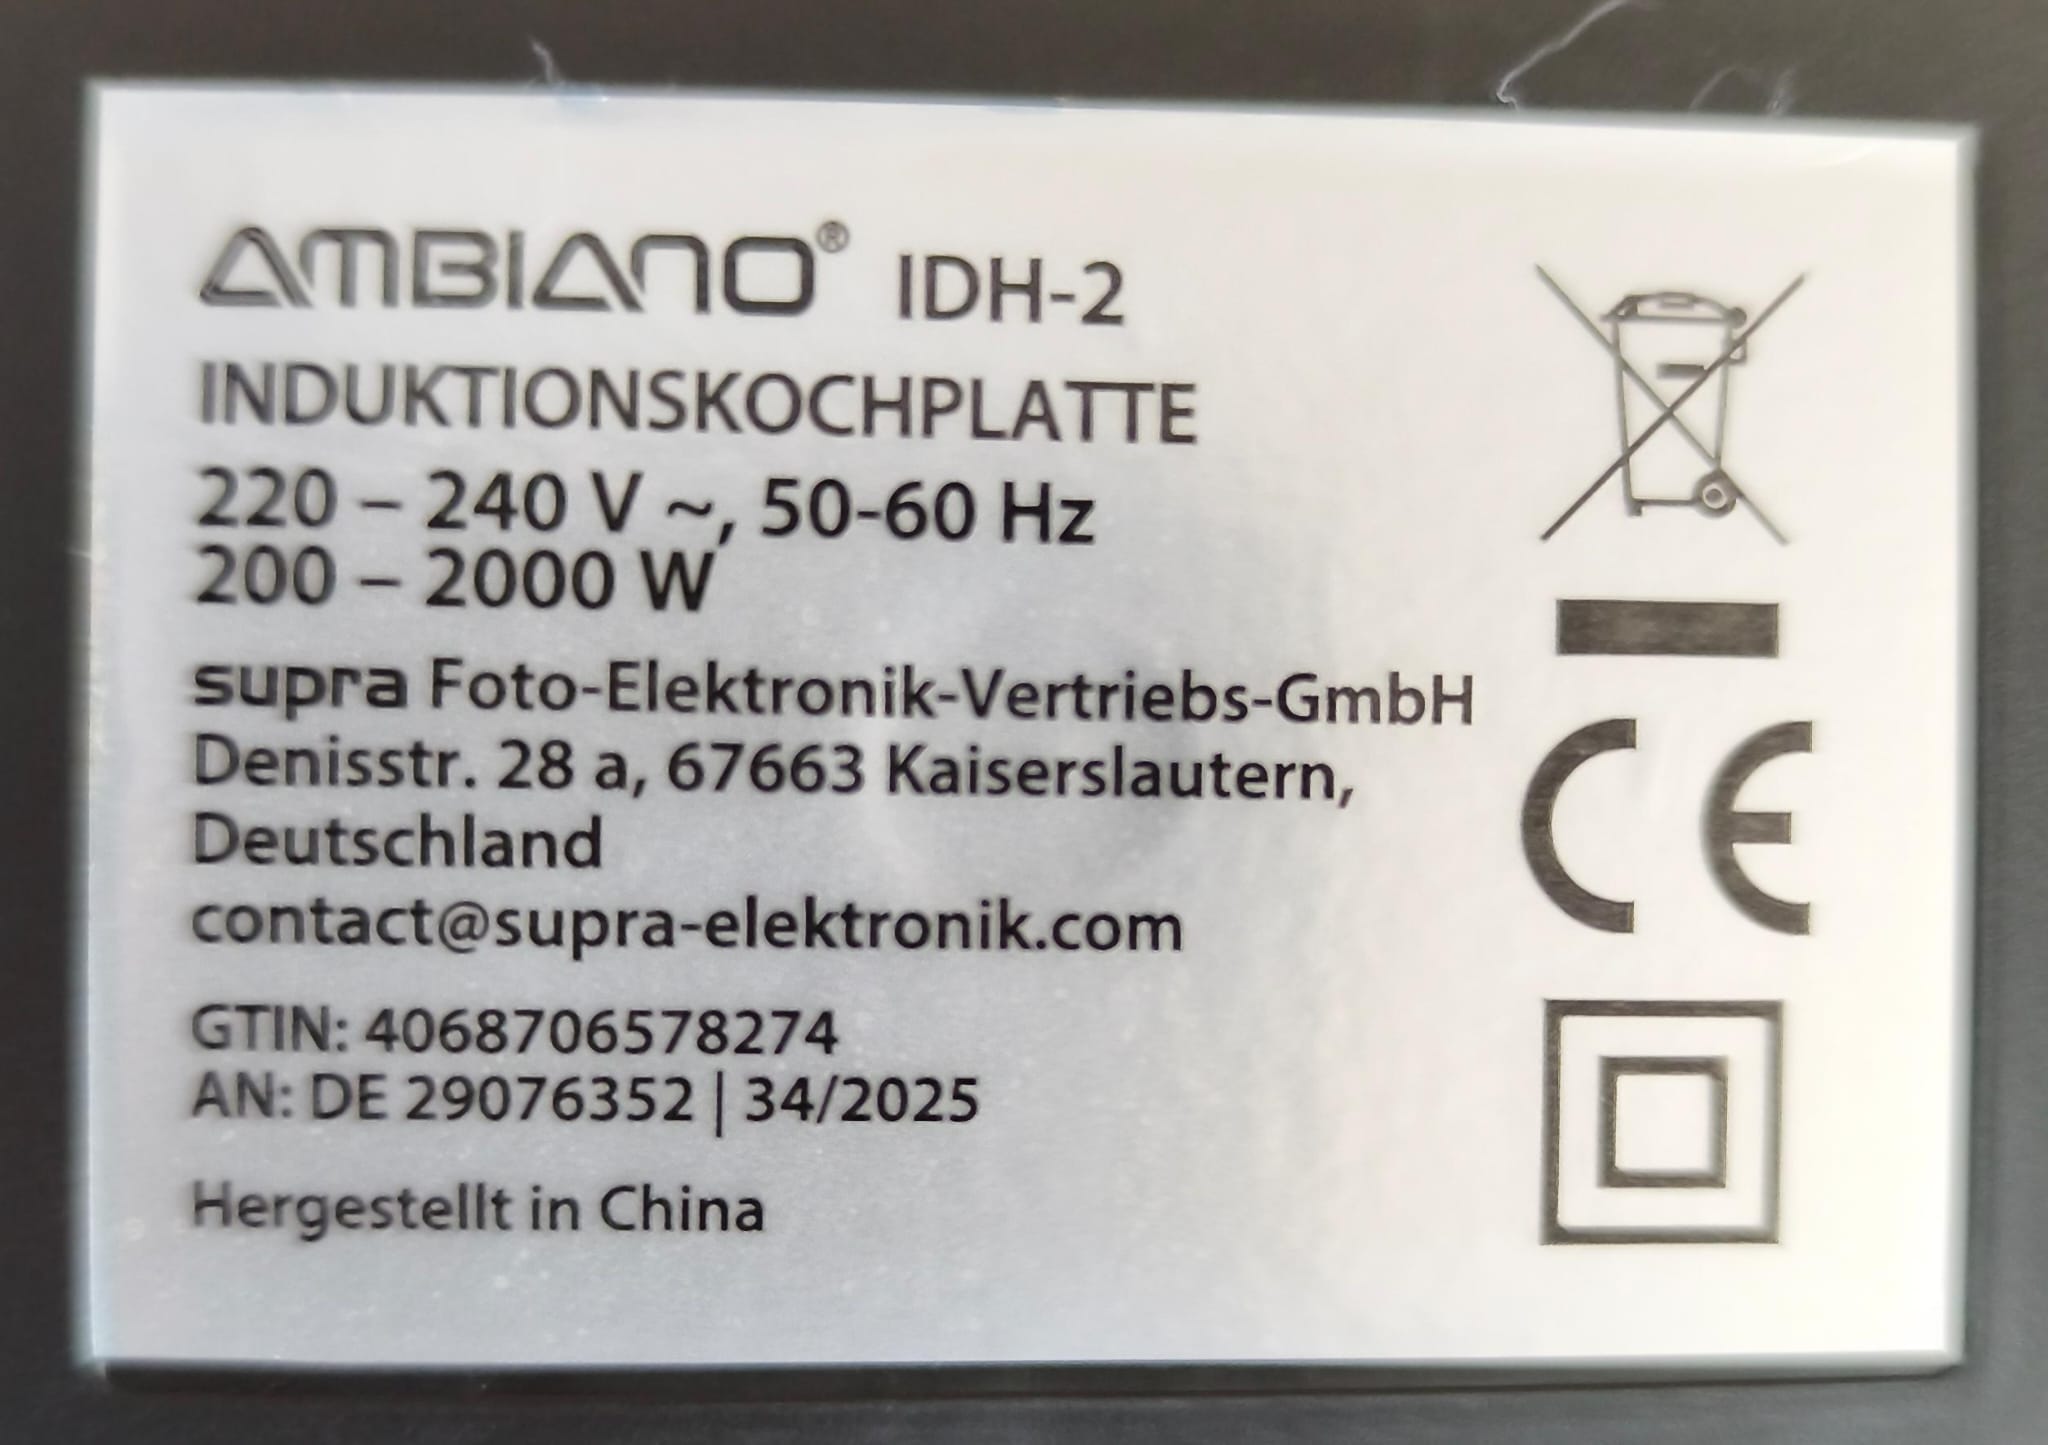 AMBIANO® IDH-2
INDUKTIONSKOCHPLATTE
220 – 240 V ~, 50-60 Hz
200 – 2000 W
supra Foto-Elektronik-Vertriebs-GmbH
Denisstr. 28 a, 67663 Kaiserslautern,
Deutschland
contact@supra-elektronik.com
GTIN: 4068706578274
AN: DE 29076352 | 34/2025
Hergestellt in China
CE